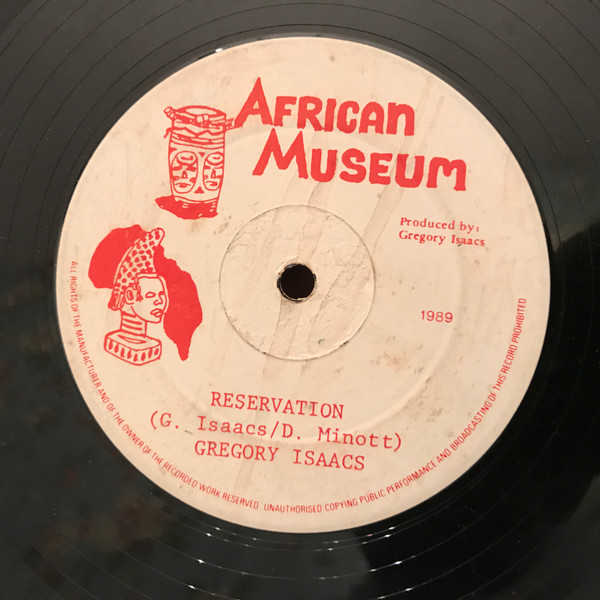 AFRICAN
MUSEUM
Produced by:
Gregory Isaacs
1989
RESERVATION
(G. Isaacs/D. Minott)
GREGORY ISAACS
ALL RIGHTS OF THE MANUFACTURER AND OF THE OWNER OF THE RECORDED WORK RESERVED. UNAUTHORISED COPYING PUBLIC PERFORMANCE AND BROADCASTING OF THIS RECORD PROHIBITED